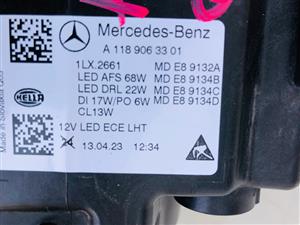 Mercedes-Benz
A 118 906 33 01
1LX.2661 MD E8 9132A
LED AFS 68W MD E8 9134B
LED DRL 22W MD E8 9134C
DI 17W/PO 6W MD E8 9134D
CL13W
HELLA
12V LED ECE LHT
13.04.23 12:34